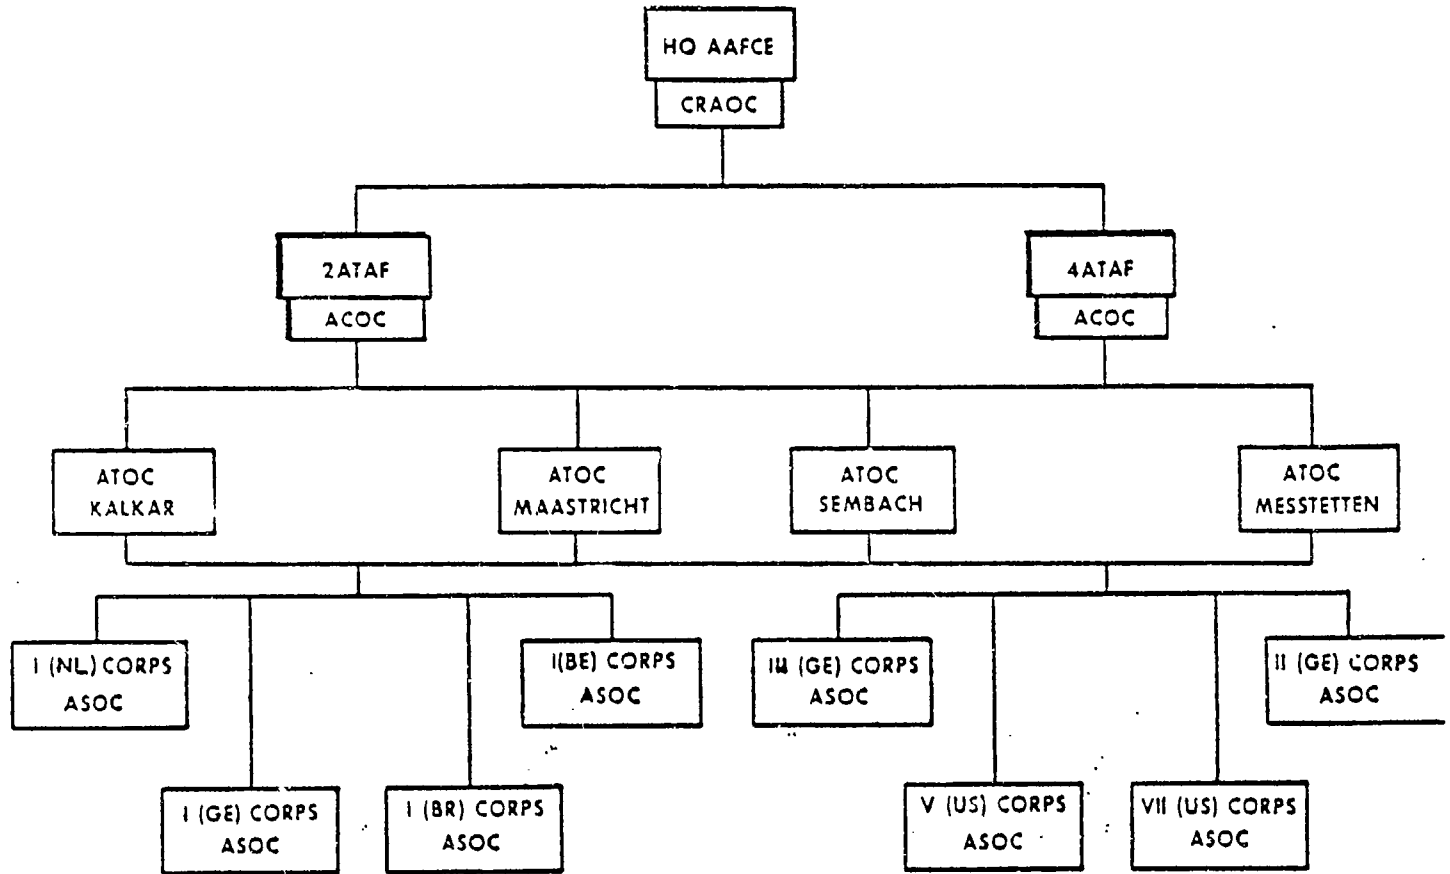 HQ AAFCE
CRAOC
2ATAF
ACOC
4ATAF
ACOC
ATOC
KALKAR
ATOC
MAASTRICHT
ATOC
SEMBACH
ATOC
MESSTETTEN
I (NL) CORPS
ASOC
I(BE) CORPS
ASOC
III (GE) CORPS
ASOC
II (GE) CORPS
ASOC
I (GE) CORPS
ASOC
I (BR) CORPS
ASOC
V (US) CORPS
ASOC
VII (US) CORPS
ASOC